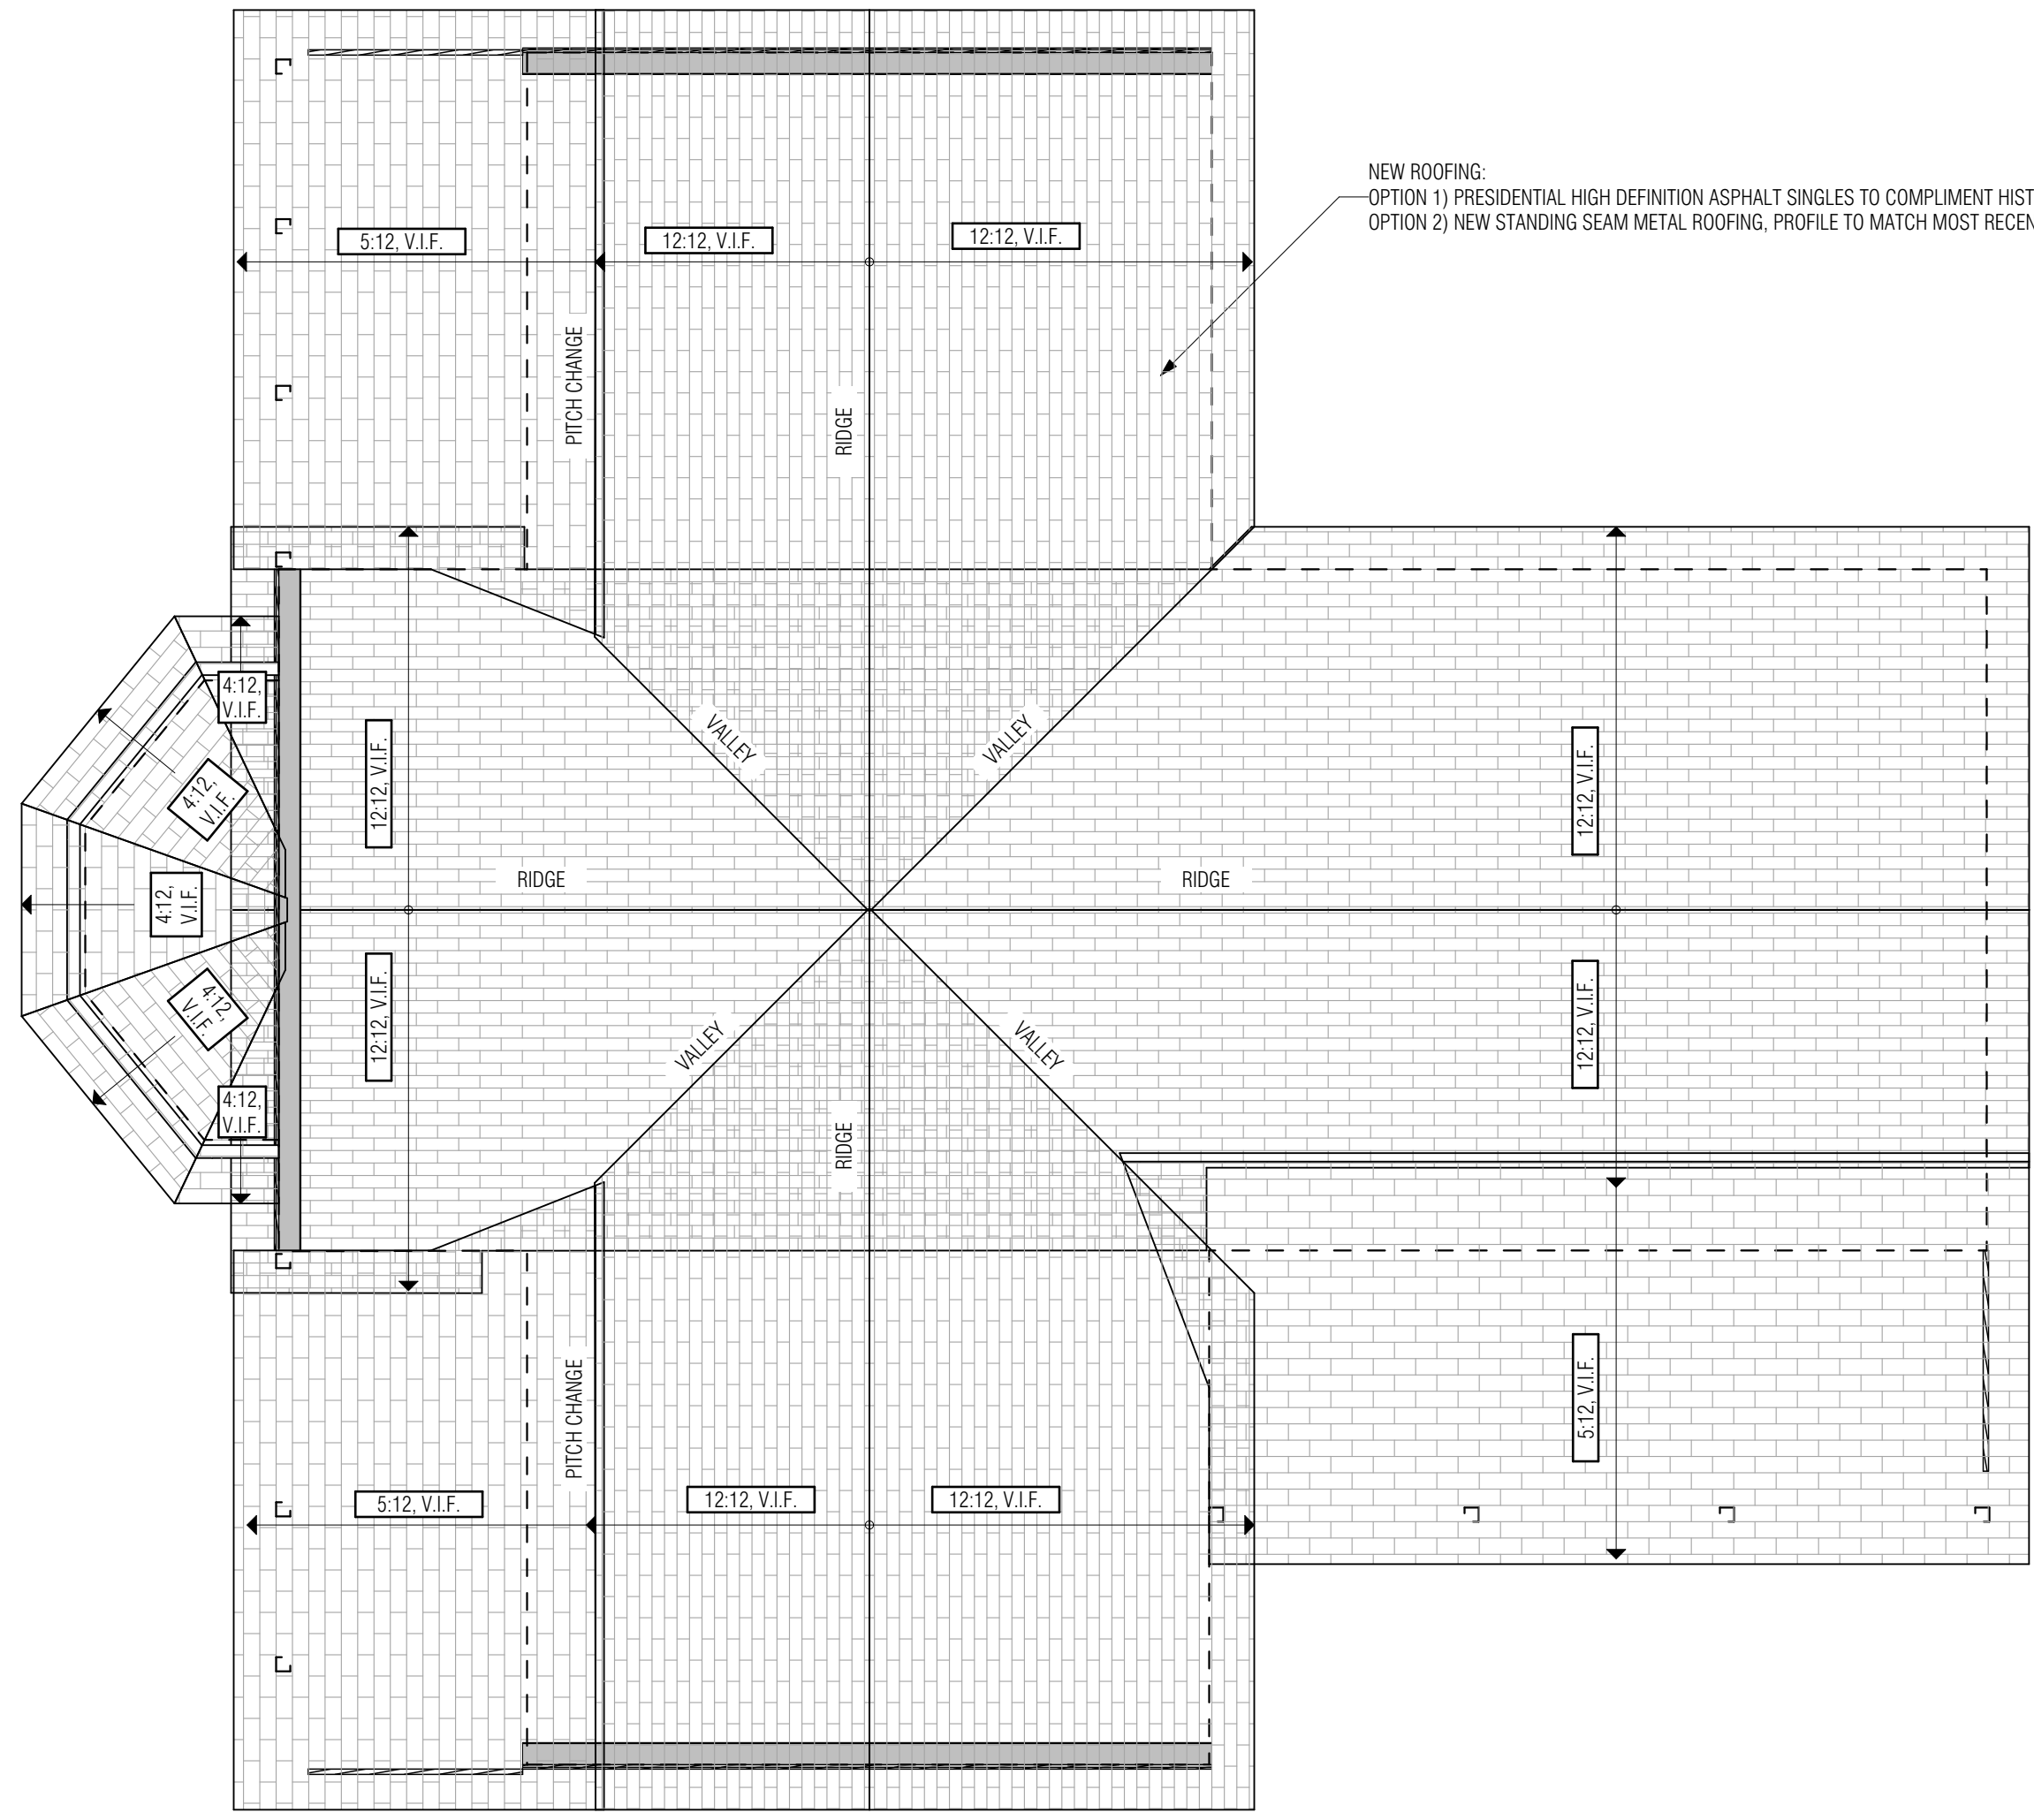 NEW ROOFING:
OPTION 1) PRESIDENTIAL HIGH DEFINITION ASPHALT SINGLES TO COMPLIMENT HIST
OPTION 2) NEW STANDING SEAM METAL ROOFING, PROFILE TO MATCH MOST RECEN
5:12, V.I.F.
12:12, V.I.F.
12:12, V.I.F.
PITCH CHANGE
RIDGE
4:12,
V.I.F.
4:12,
V.I.F.
4:12,
V.I.F.
4:12,
V.I.F.
4:12,
V.I.F.
12:12, V.I.F.
12:12, V.I.F.
VALLEY
VALLEY
RIDGE
RIDGE
12:12, V.I.F.
12:12, V.I.F.
VALLEY
VALLEY
RIDGE
PITCH CHANGE
5:12, V.I.F.
12:12, V.I.F.
12:12, V.I.F.
5:12, V.I.F.